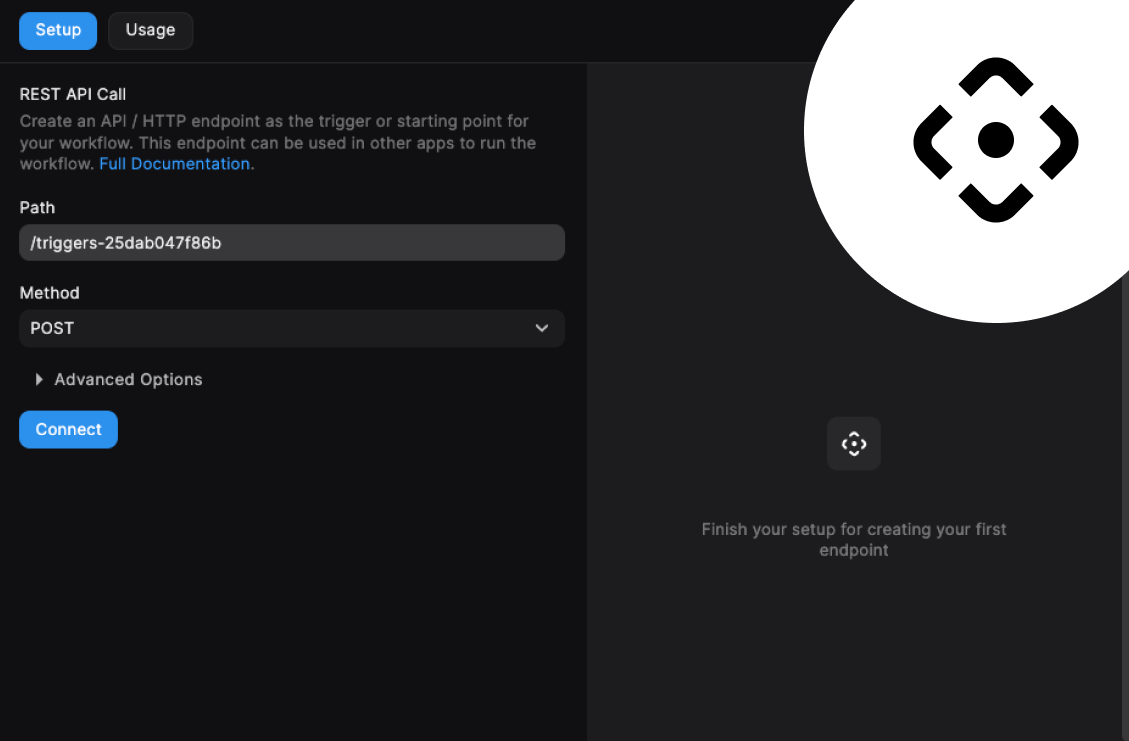 Setup
Usage
REST API Call
Create an API / HTTP endpoint as the trigger or starting point for
your workflow. This endpoint can be used in other apps to run the
workflow. Full Documentation.
Path
/triggers-25dab047f86b
Method
POST
Advanced Options
Connect
Finish your setup for creating your first
endpoint